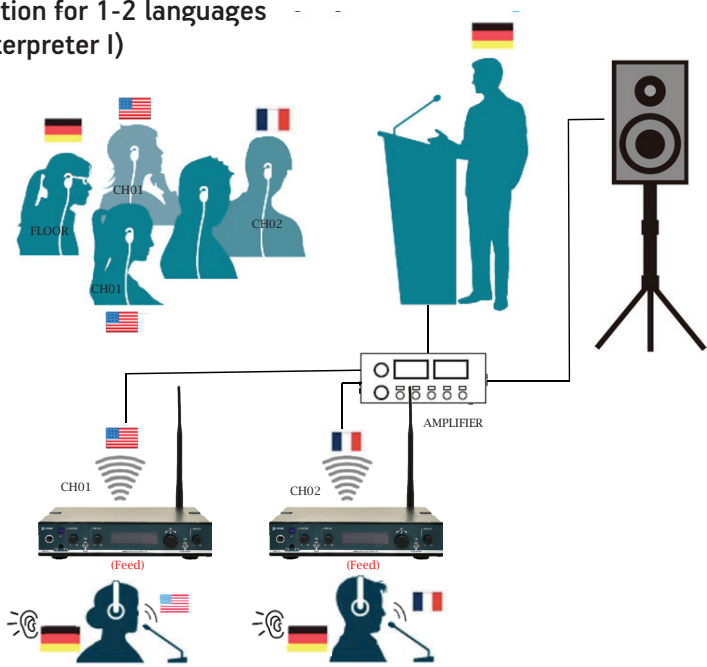 tion for 1-2 languages
terpreter I)
CH01
FLOOR
CH02
CH01
AMPLIFIER
CH01
CH02
(Feed)
(Feed)